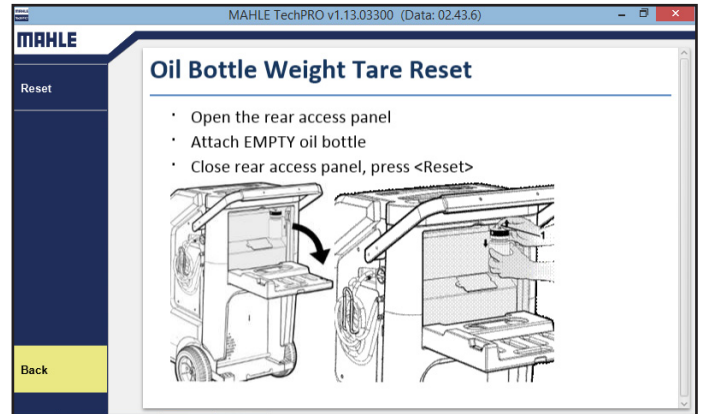 MAHLE TechPRO v1.13.03300 (Data: 02.43.6)
MAHLE
Reset
Oil Bottle Weight Tare Reset
· Open the rear access panel
· Attach EMPTY oil bottle
· Close rear access panel, press <Reset>
1
Back